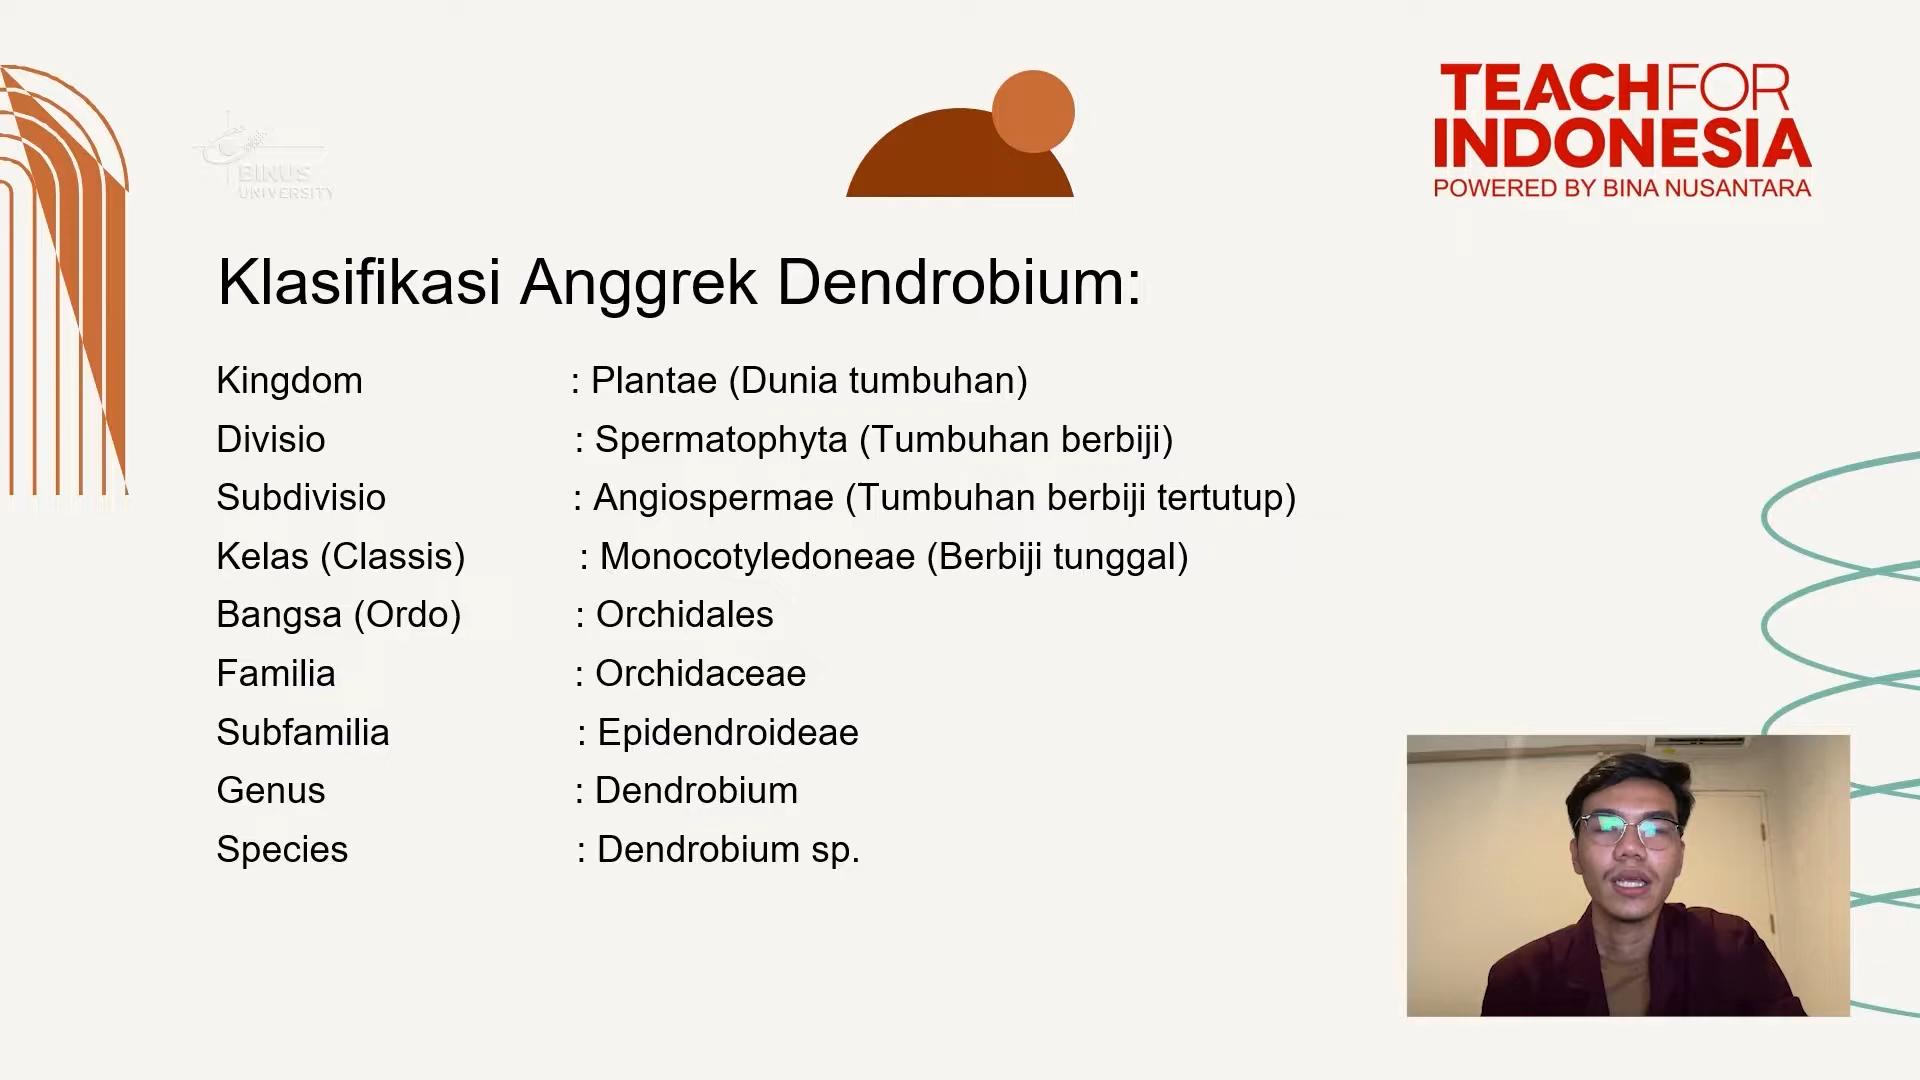 TEACHFOR
INDONESIA
POWERED BY BINA NUSANTARA
BINUS
UNIVERSITY
Klasifikasi Anggrek Dendrobium:
Kingdom : Plantae (Dunia tumbuhan)
Divisio : Spermatophyta (Tumbuhan berbiji)
Subdivisio : Angiospermae (Tumbuhan berbiji tertutup)
Kelas (Classis) : Monocotyledoneae (Berbiji tunggal)
Bangsa (Ordo) : Orchidales
Familia : Orchidaceae
Subfamilia : Epidendroideae
Genus : Dendrobium
Species : Dendrobium sp.